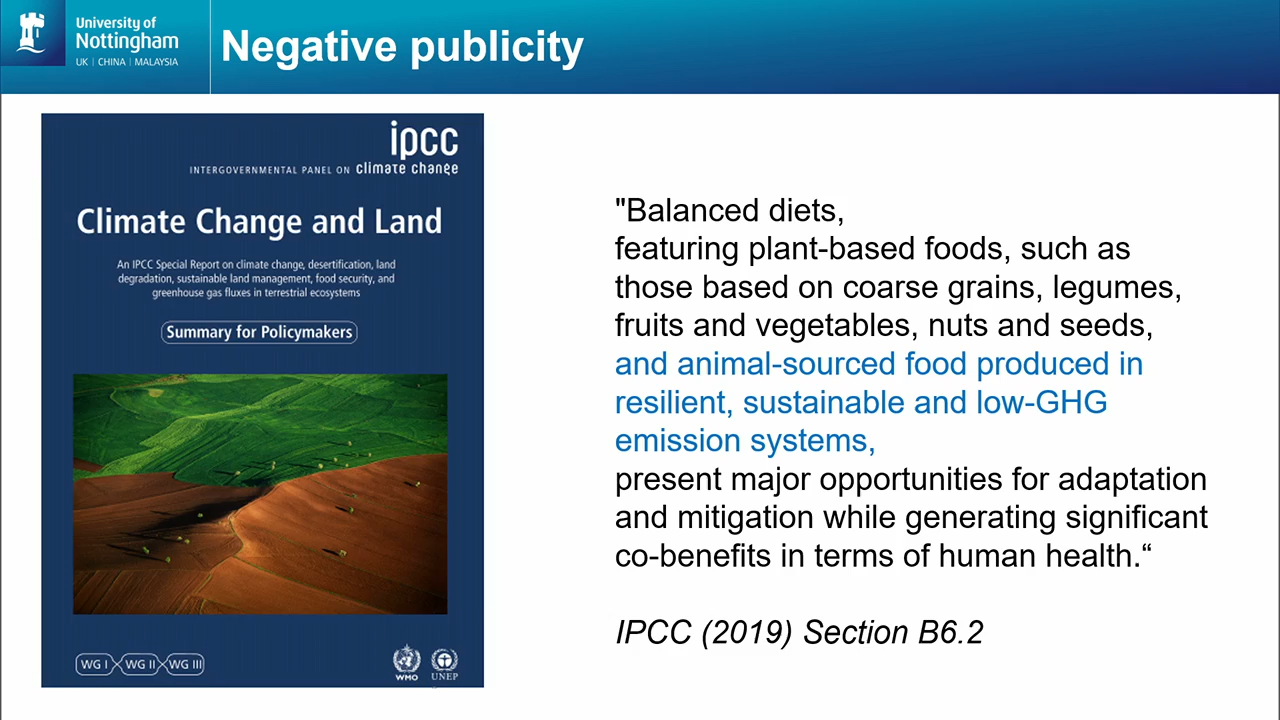 University of
Nottingham
UK | CHINA | MALAYSIA
Negative publicity
ipcc
INTERGOVERNMENTAL PANEL ON climate change
Climate Change and Land
An IPCC Special Report on climate change, desertification, land
degradation, sustainable land management, food security, and
greenhouse gas fluxes in terrestrial ecosystems
Summary for Policymakers
WG I WG II WG III
WMO UNEP
"Balanced diets,
featuring plant-based foods, such as
those based on coarse grains, legumes,
fruits and vegetables, nuts and seeds,
and animal-sourced food produced in
resilient, sustainable and low-GHG
emission systems,
present major opportunities for adaptation
and mitigation while generating significant
co-benefits in terms of human health.“
IPCC (2019) Section B6.2